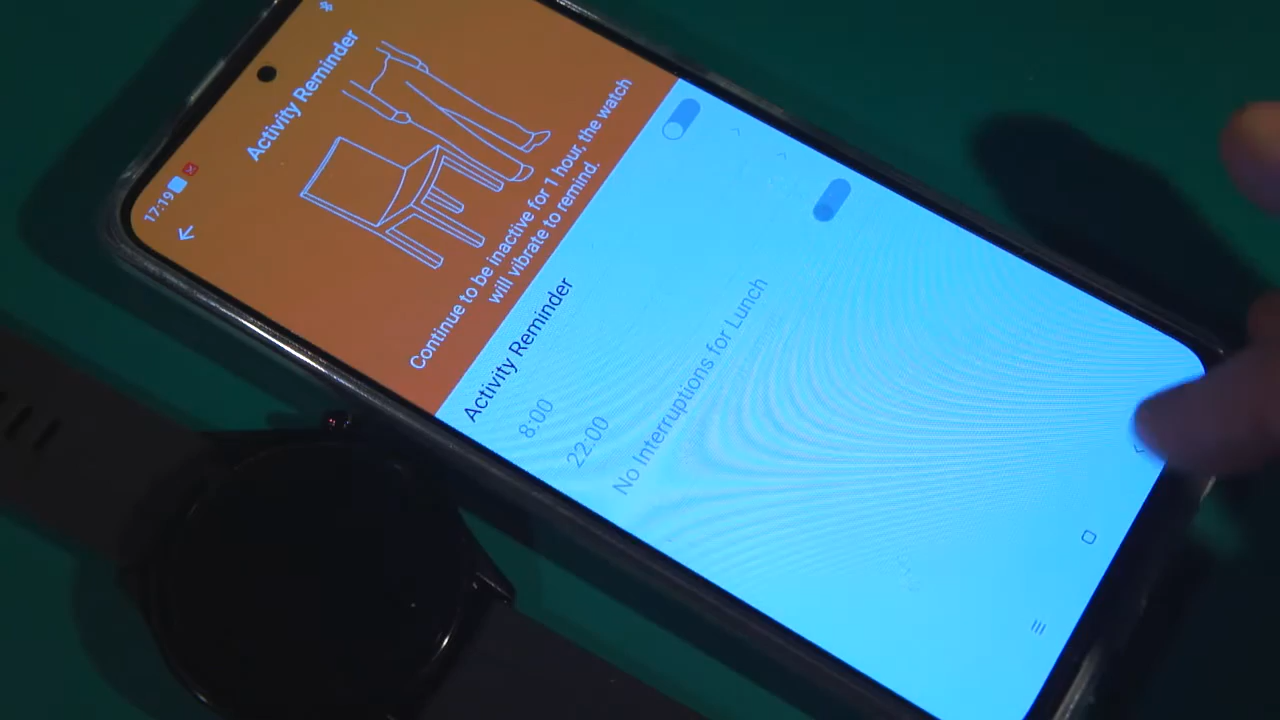 17:19
Activity Reminder
Continue to be inactive for 1 hour, the watch
will vibrate to remind.
Activity Reminder
8:00
22:00
No Interruptions for Lunch